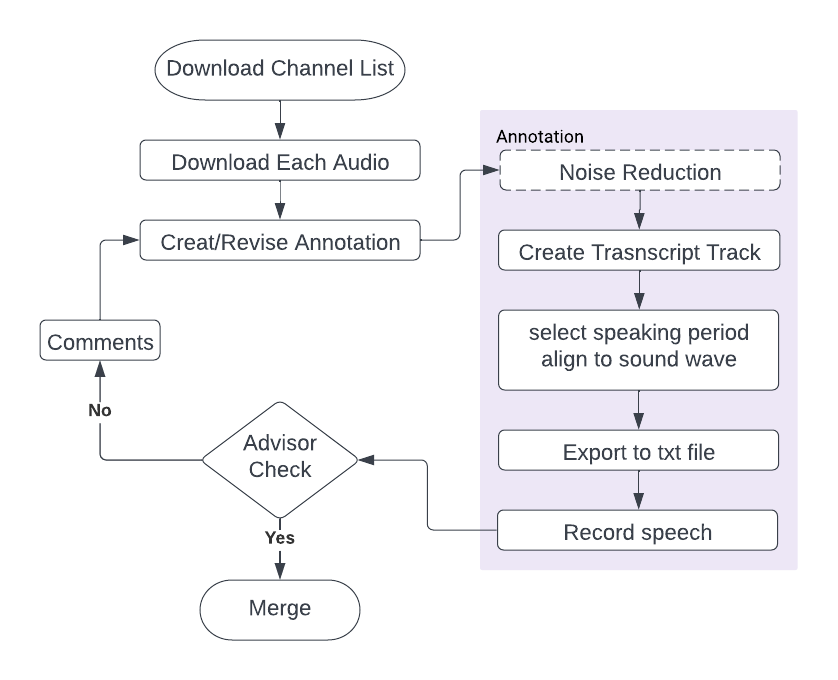 Download Channel List
Download Each Audio
Creat/Revise Annotation
Annotation
Noise Reduction
Create Trasnscript Track
select speaking period
align to sound wave
Export to txt file
Record speech
Advisor
Check
No
Comments
Yes
Merge